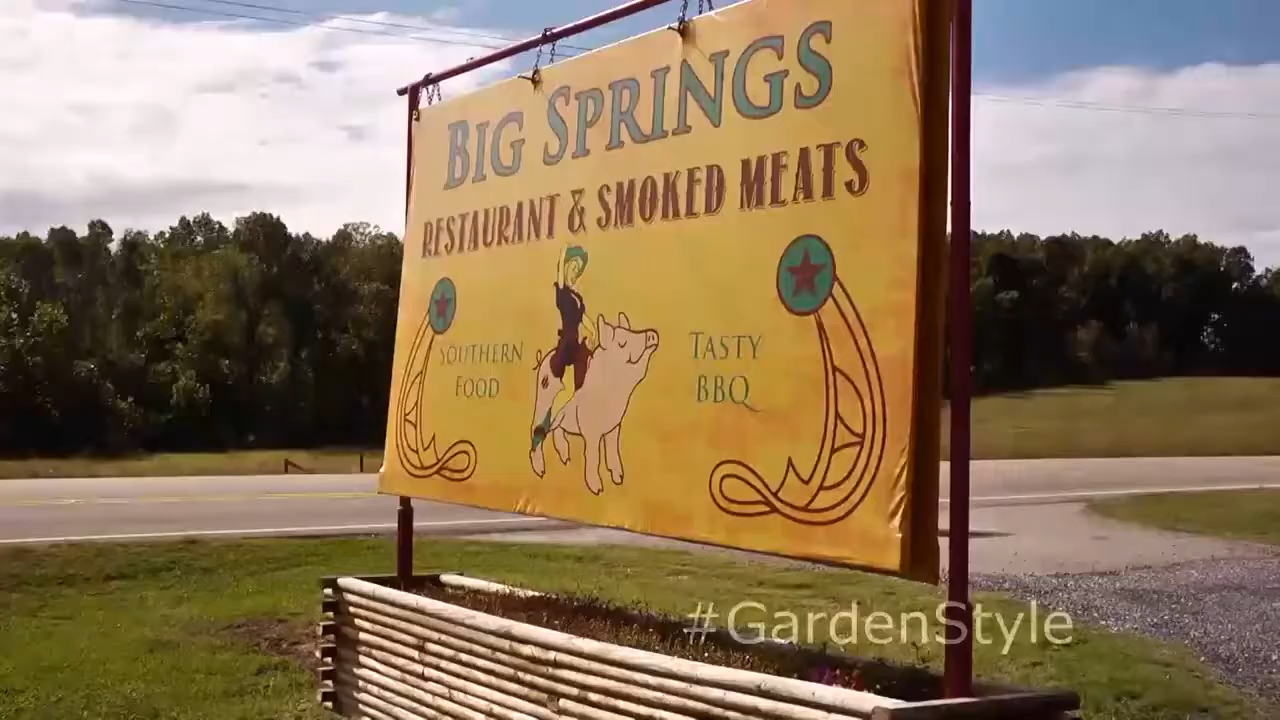 BIG SPRINGS
RESTAURANT & SMOKED MEATS
SOUTHERN
FOOD
TASTY
BBQ
#GardenStyle